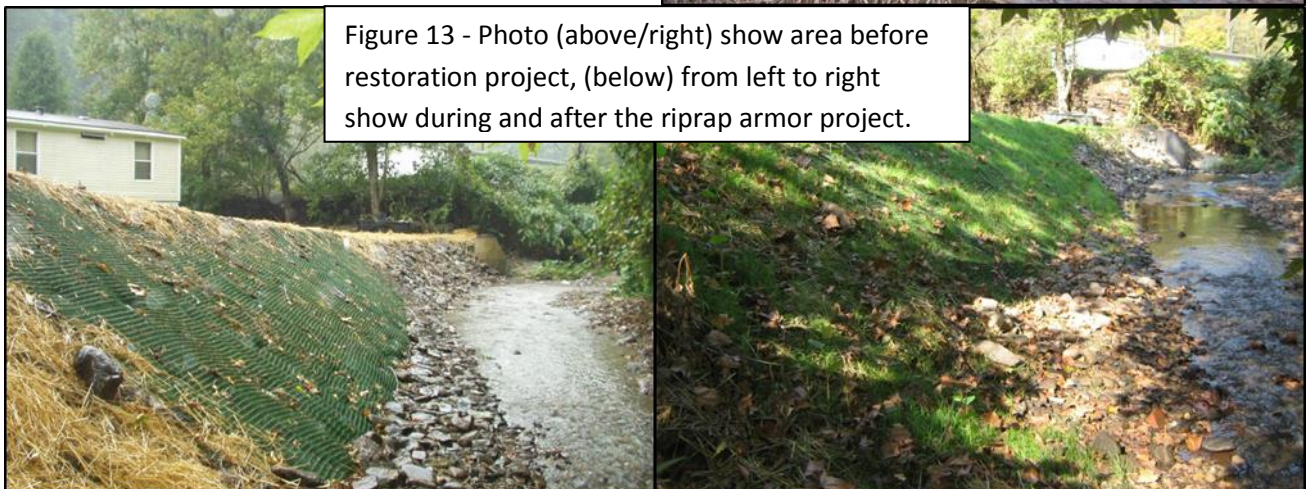 Figure 13 - Photo (above/right) show area before
restoration project, (below) from left to right
show during and after the riprap armor project.